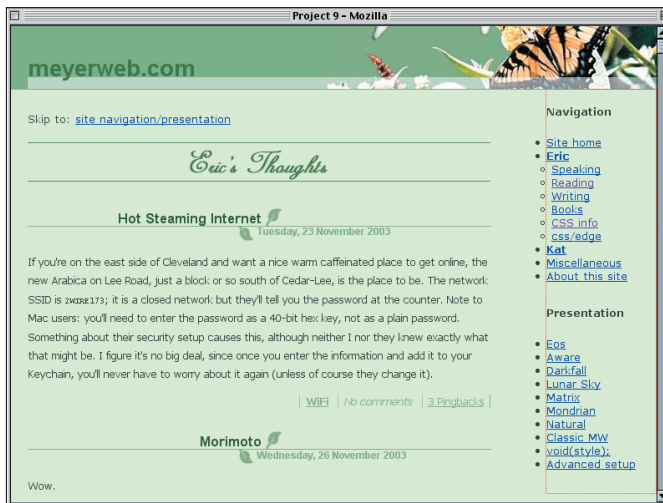 Project 9 – Mozilla
meyerweb.com
Skip to: site navigation/presentation
Eric's Thoughts
Hot Steaming Internet
Tuesday, 23 November 2003
If you're on the east side of Cleveland and want a nice warm caffeinated place to get online, the
new Arabica on Lee Road, just a block or so south of Cedar-Lee, is the place to be. The network
SSID is 2WIRE173; it is a closed network but they'll tell you the password at the counter. Note to
Mac users: you'll need to enter the password as a 40-bit hex key, not as a plain password.
Something about their security setup causes this, although neither I nor they knew exactly what
that might be. I figure it's no big deal, since once you enter the information and add it to your
Keychain, you'll never have to worry about it again (unless of course they change it).
WiFi | No comments | 3 Pingbacks
Morimoto
Wednesday, 26 November 2003
Wow.
Navigation
Site home
Eric
Speaking
Reading
Writing
Books
CSS info
css/edge
Kat
Miscellaneous
About this site
Presentation
Eos
Aware
Darkfall
Lunar Sky
Matrix
Mondrian
Natural
Classic MW
void(style);
Advanced setup